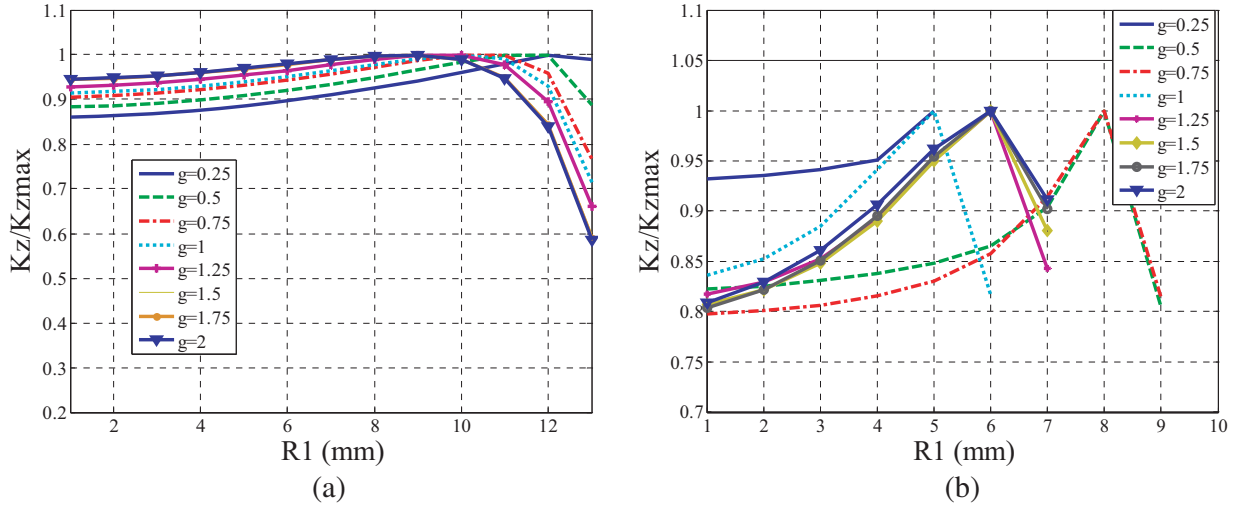 1.1
1
0.9
0.8
0.7
0.6
0.5
0.4
0.3
0.2
Kz/Kzmax
g=0.25
g=0.5
g=0.75
g=1
g=1.25
g=1.5
g=1.75
g=2
2 4 6 8 10 12
R1 (mm)
(a)
1.1
1.05
1
0.95
0.9
0.85
0.8
0.75
0.7
Kz/Kzmax
g=0.25
g=0.5
g=0.75
g=1
g=1.25
g=1.5
g=1.75
g=2
1 2 3 4 5 6 7 8 9 10
R1 (mm)
(b)